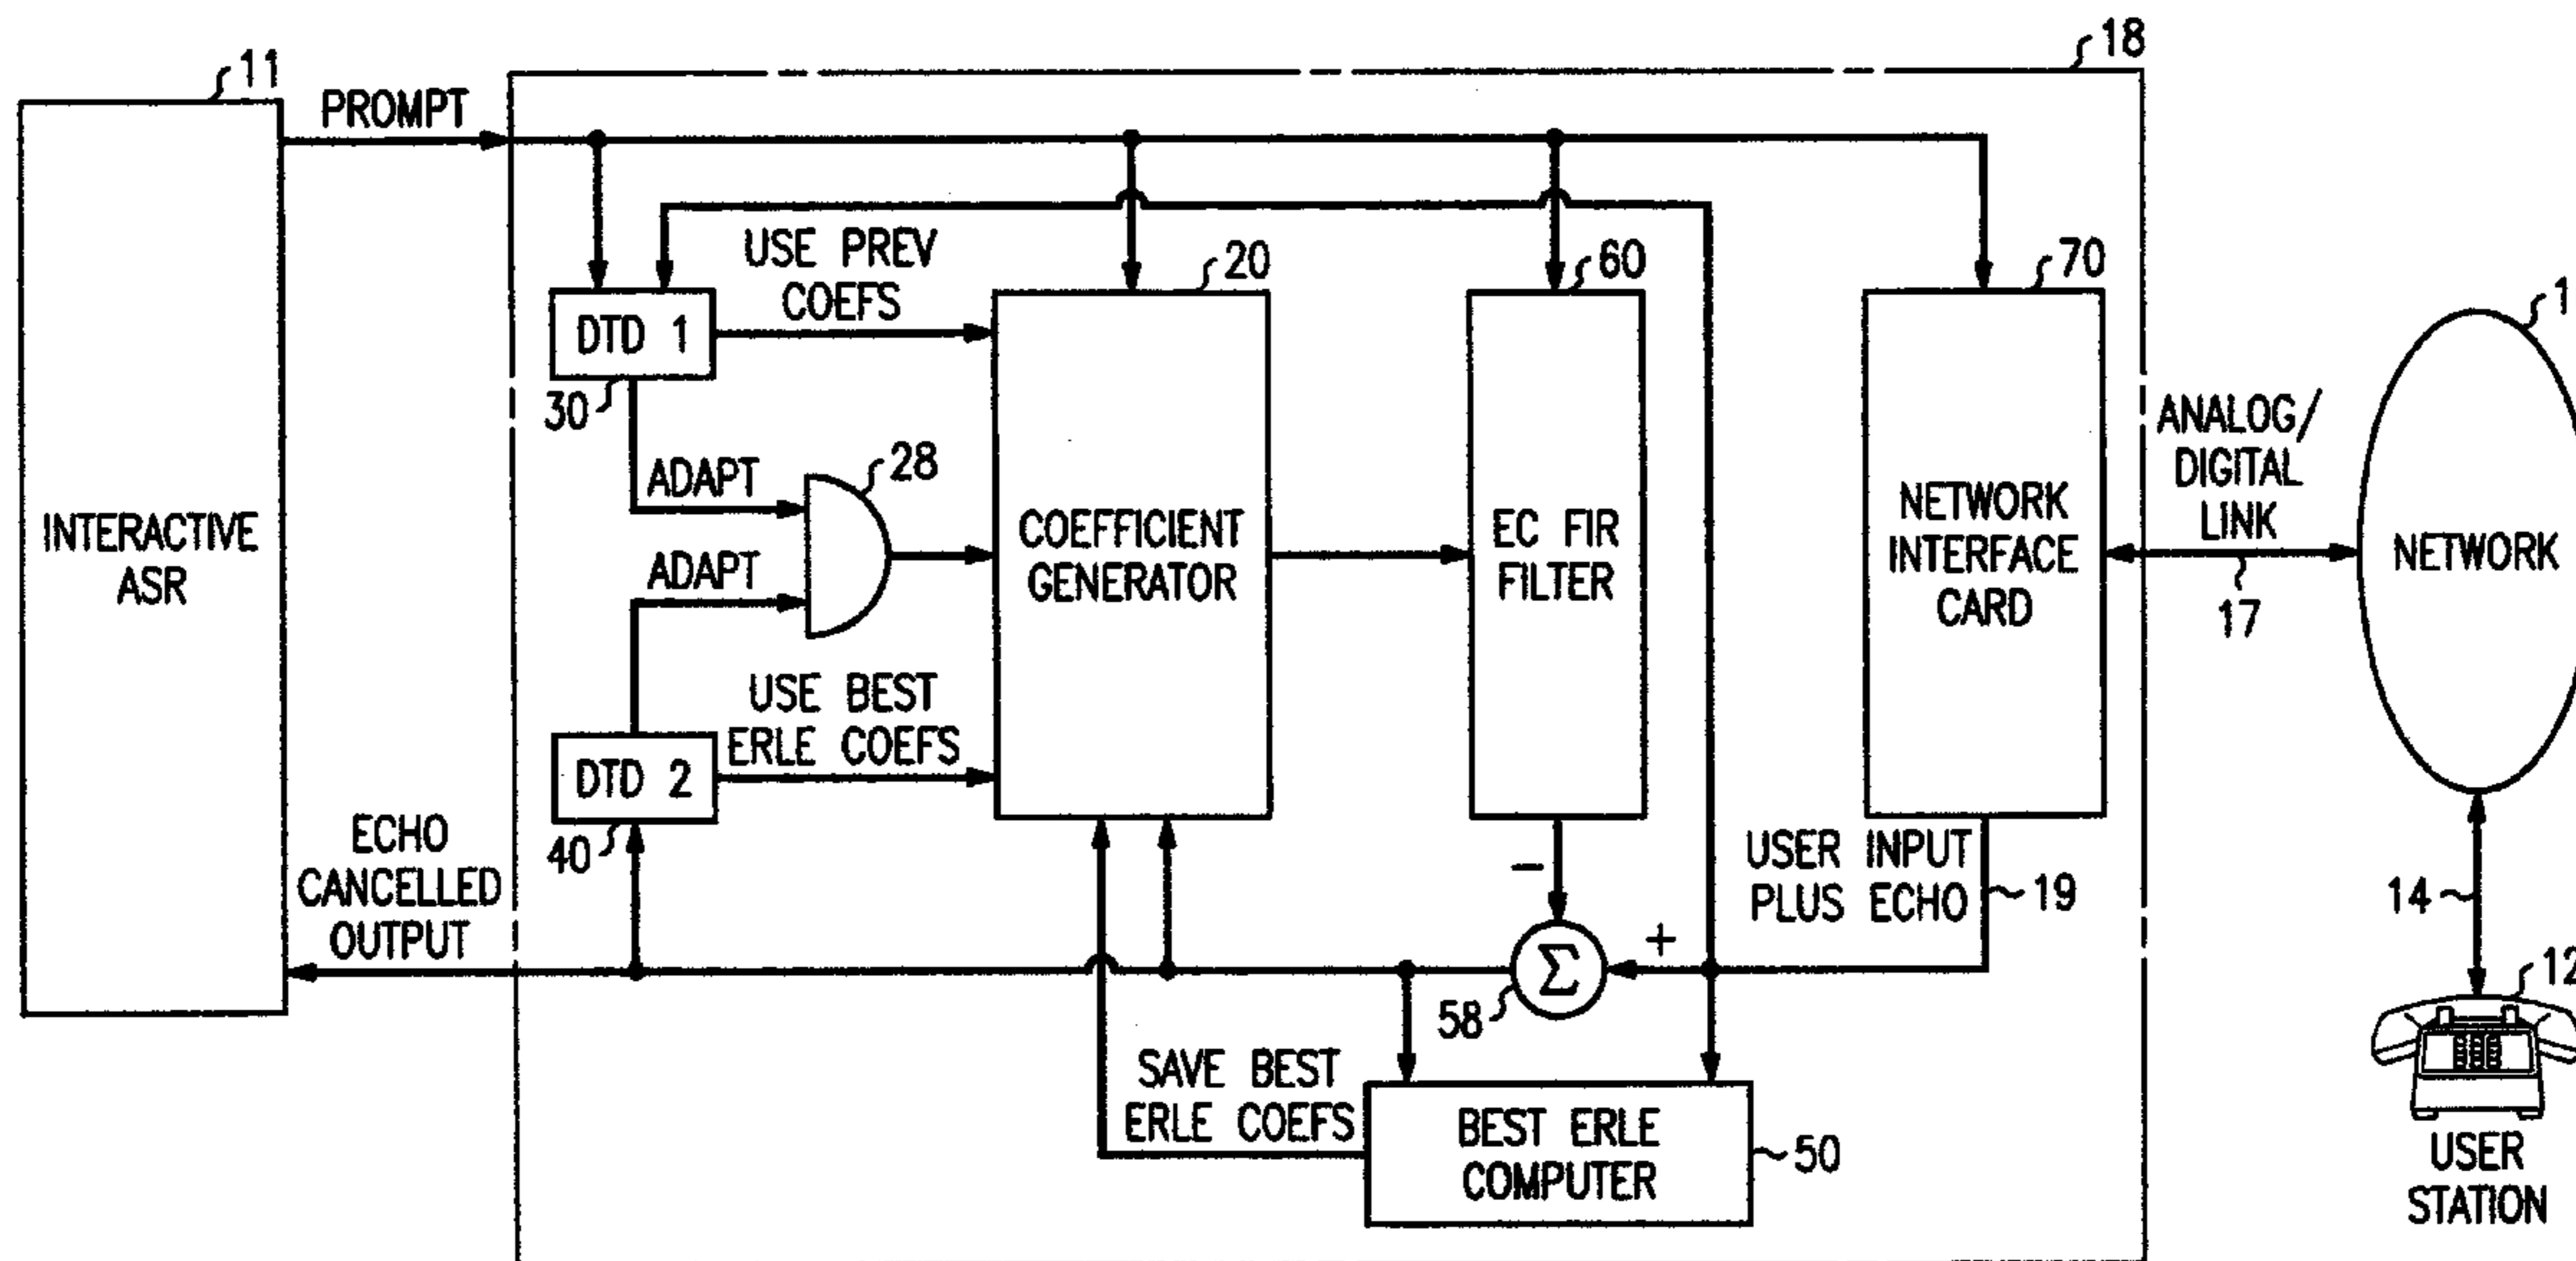 11
PROMPT
18
USE PREV
COEFS
20
60
70
DTD 1
30
ADAPT
28
INTERACTIVE
ASR
COEFFICIENT
GENERATOR
EC FIR
FILTER
NETWORK
INTERFACE
CARD
ANALOG/
DIGITAL
LINK
17
NETWORK
ADAPT
USE BEST
ERLE COEFS
DTD 2
40
ECHO
CANCELLED
OUTPUT
−
USER INPUT
PLUS ECHO
19
14
+
Σ
58
12
SAVE BEST
ERLE COEFS
BEST ERLE
COMPUTER
50
USER
STATION